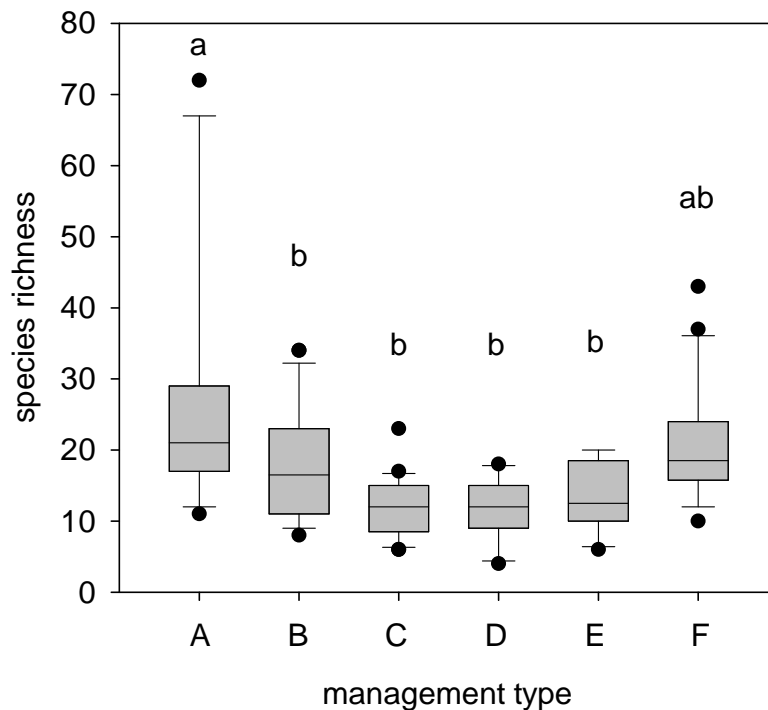 80
70
60
50
40
30
20
10
0
species richness
a
b
b
b
b
ab
A B C D E F
management type